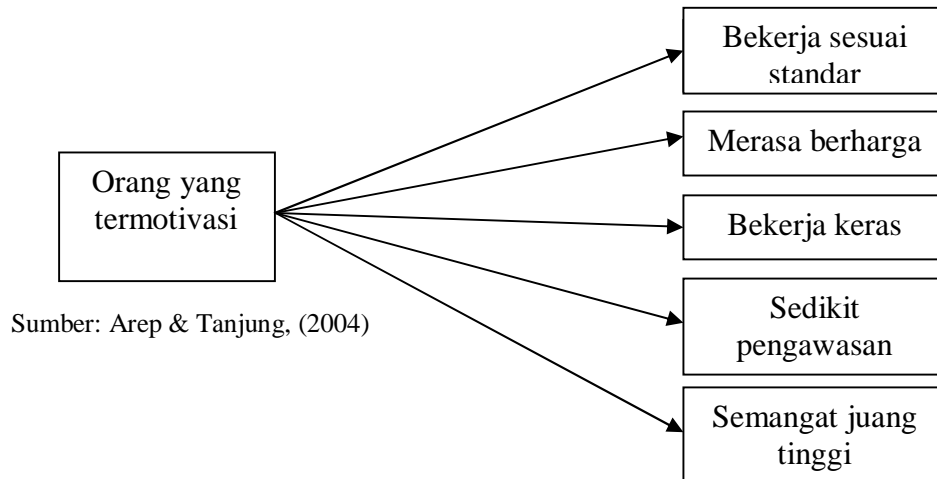 Orang yang
termotivasi
Sumber: Arep & Tanjung, (2004)
Bekerja sesuai
standar
Merasa berharga
Bekerja keras
Sedikit
pengawasan
Semangat juang
tinggi